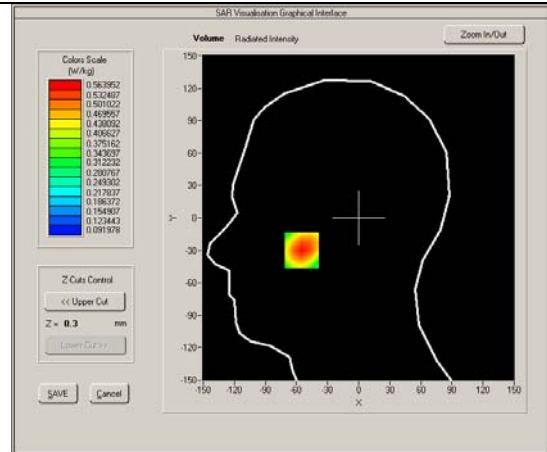 SAR Visualisation Graphical Interface
Volume Radiated Intensity
Zoom In/Out
Colors Scale
(W/kg)
0.563952
0.532487
0.501022
0.469557
0.438092
0.406627
0.375162
0.343697
0.312232
0.280767
0.249302
0.217837
0.186372
0.154907
0.123443
0.091978
Z Cuts Control
<< Upper Cut
Z = 0.3 mm
Lower Cut >>
SAVE Cancel
Y
150
120
90
60
30
0
-30
-60
-90
-120
-150
-150 -120 -90 -60 -30 0 30 60 90 120 150
X